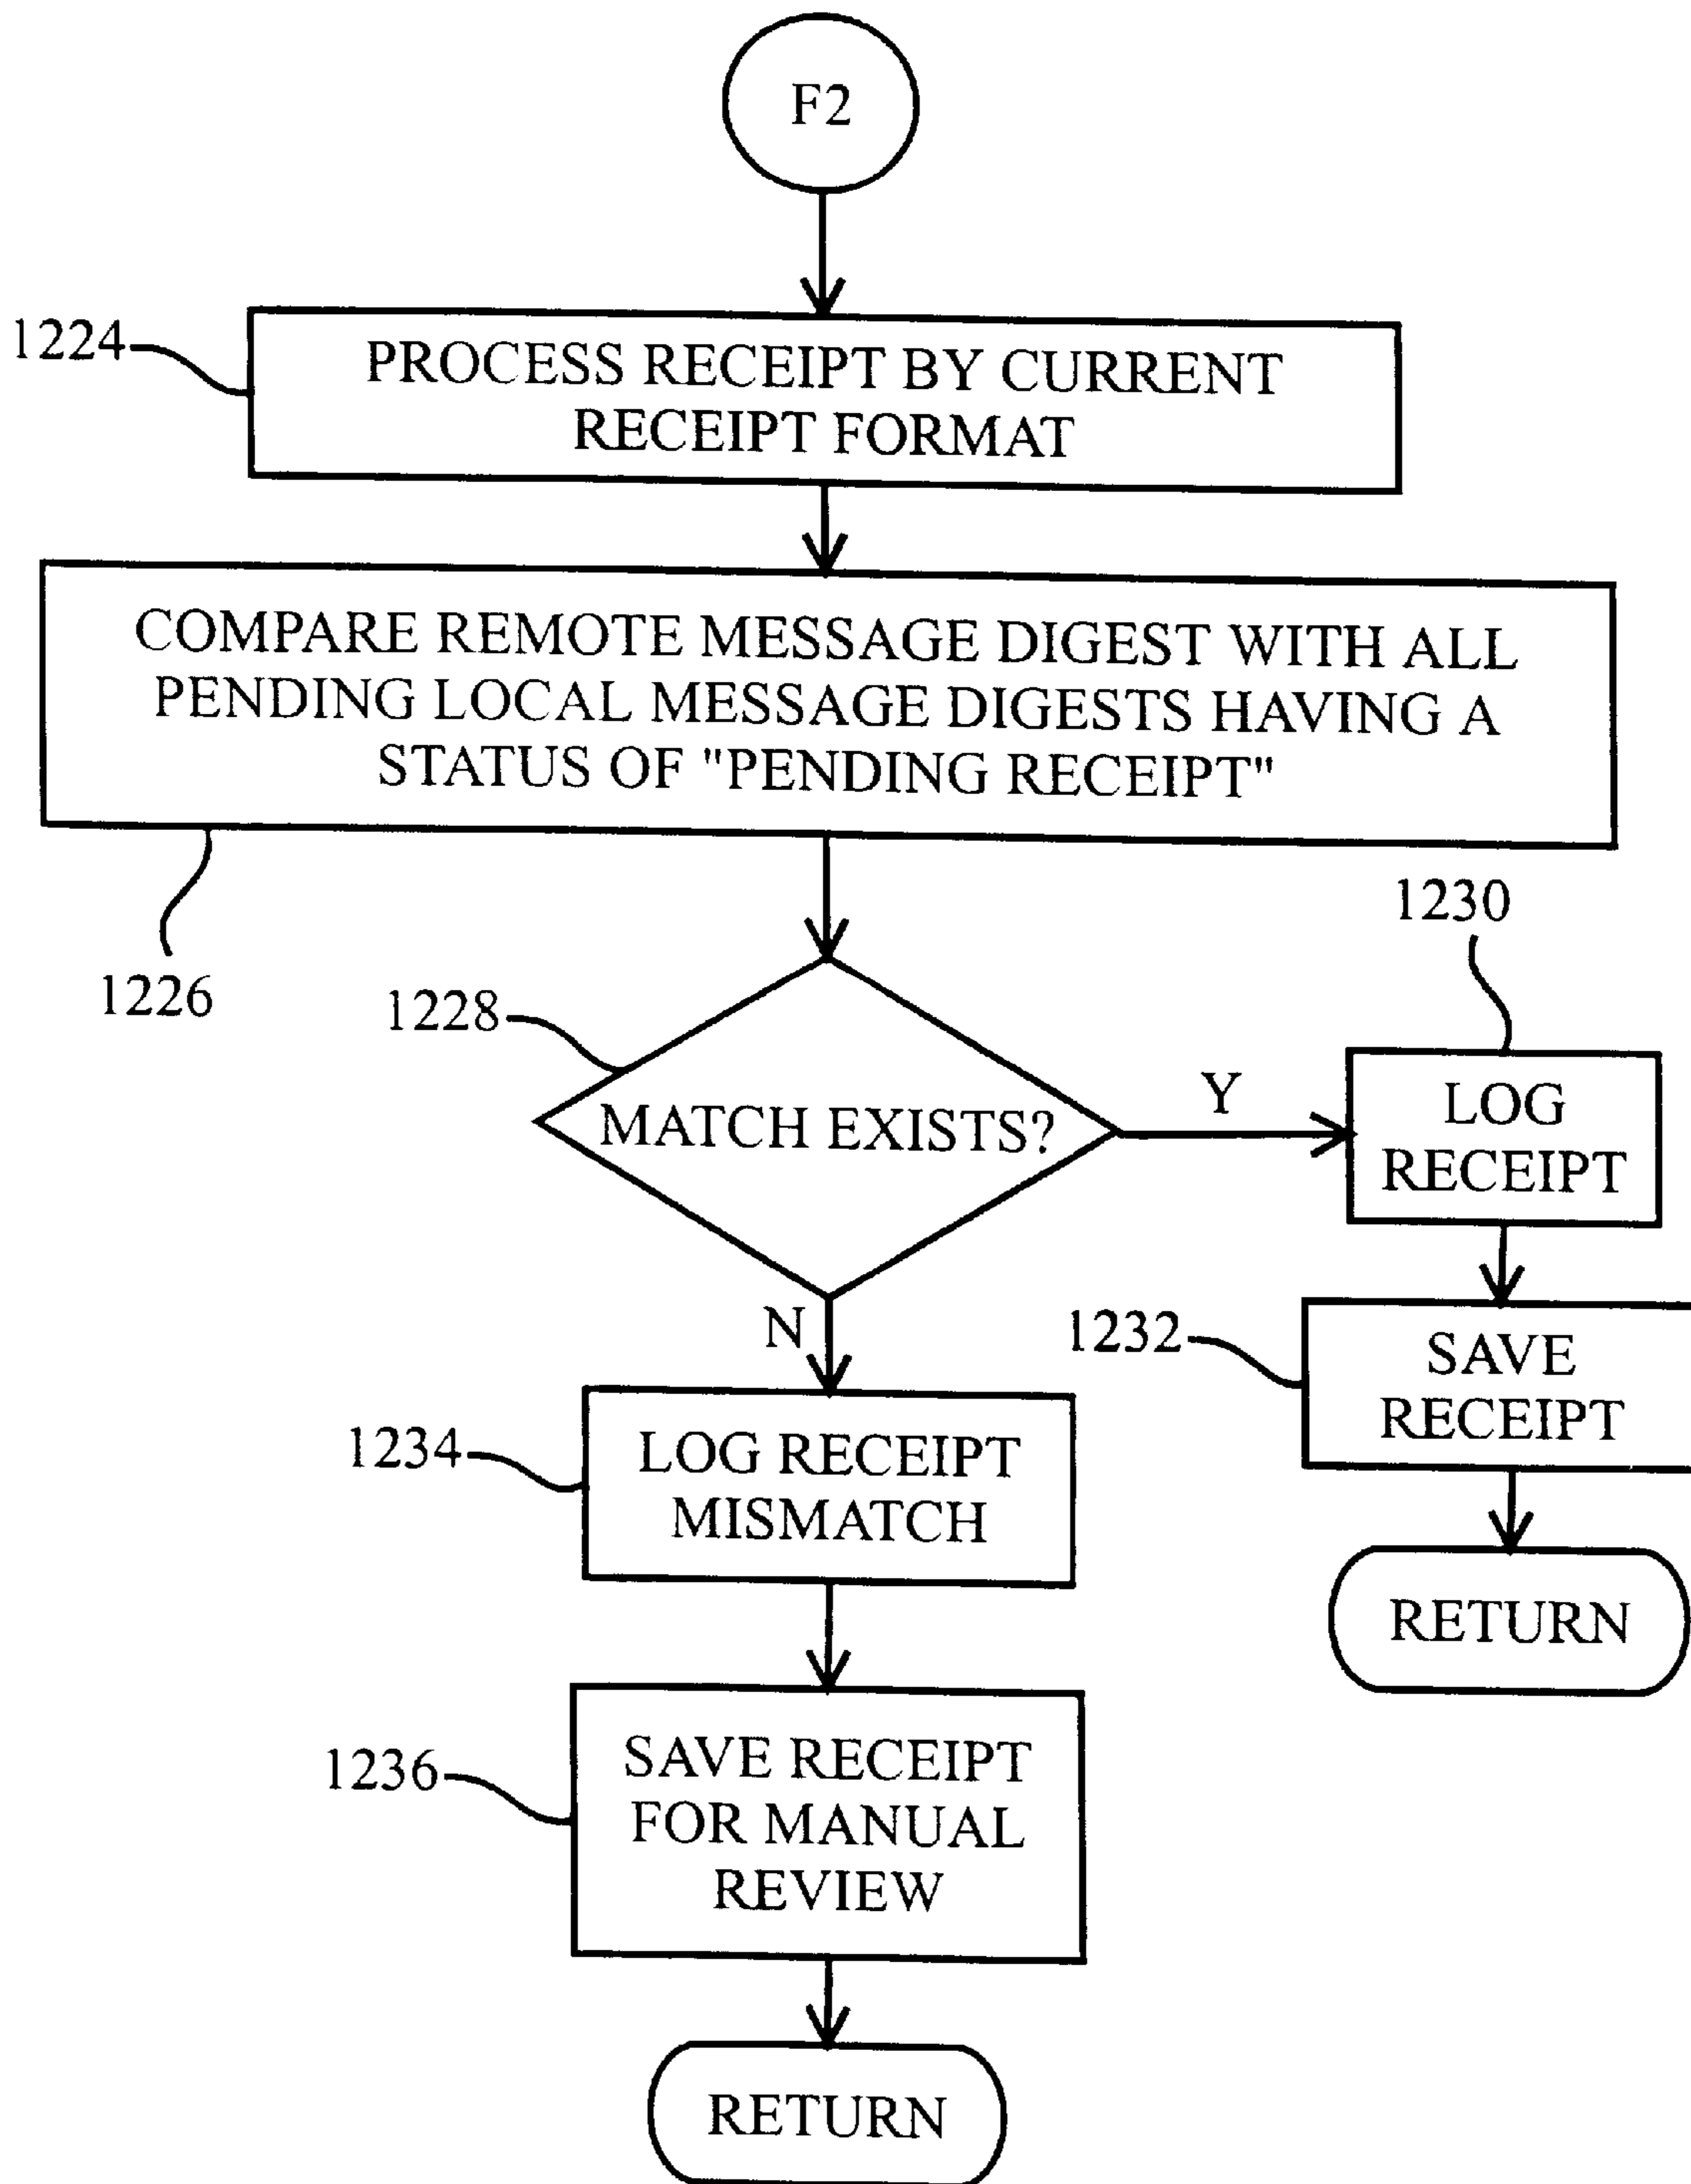 F2
1224
PROCESS RECEIPT BY CURRENT
RECEIPT FORMAT
COMPARE REMOTE MESSAGE DIGEST WITH ALL
PENDING LOCAL MESSAGE DIGESTS HAVING A
STATUS OF "PENDING RECEIPT"
1226
1228
MATCH EXISTS?
Y
1230
LOG
RECEIPT
1232
SAVE
RECEIPT
RETURN
N
1234
LOG RECEIPT
MISMATCH
1236
SAVE RECEIPT
FOR MANUAL
REVIEW
RETURN